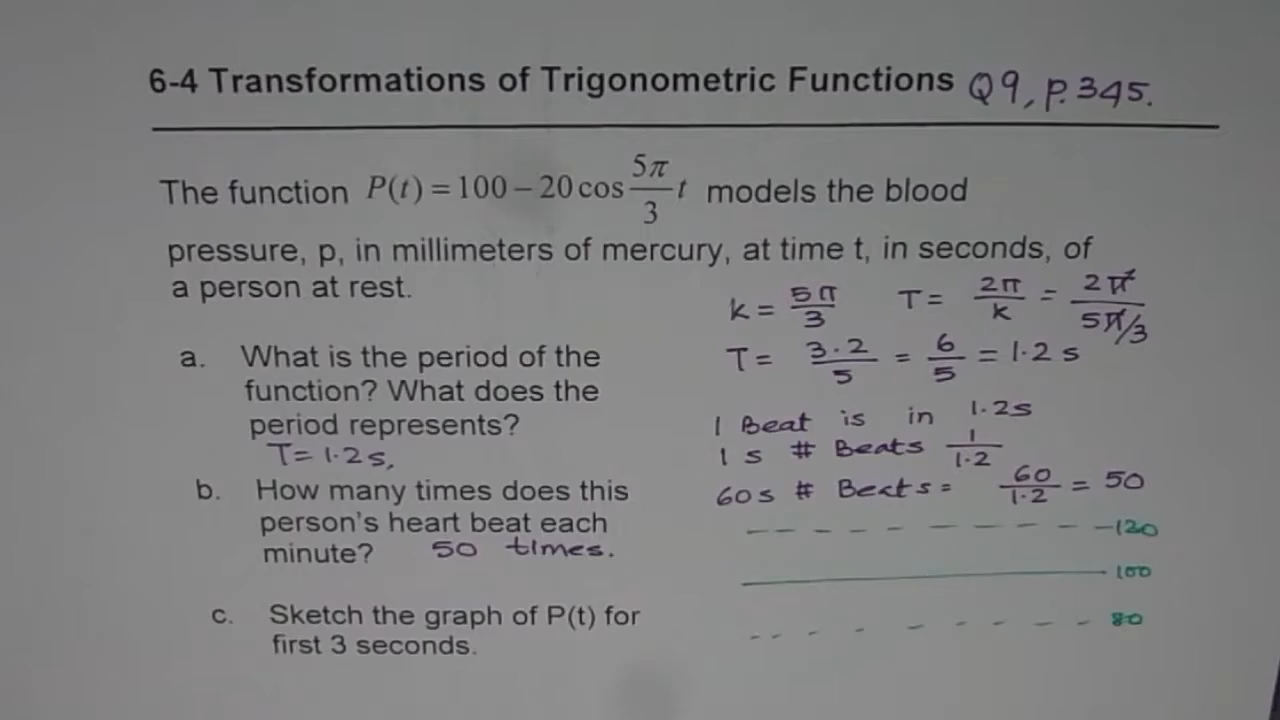 6-4 Transformations of Trigonometric Functions Q9, p.345.
The function P(t) = 100 − 20 cos 5π/3 t models the blood
pressure, p, in millimeters of mercury, at time t, in seconds, of
a person at rest.
k = 5π/3 T = 2π/k = 2π/5π/3
a. What is the period of the
function? What does the
period represents?
T = 1.2 s.
T = 3·2/5 = 6/5 = 1.2 s
1 Beat is in 1.2s
1 s # Beats 1/1.2
b. How many times does this
person's heart beat each
minute? 50 times.
60s # Beats = 60/1.2 = 50
120
100
80
c. Sketch the graph of P(t) for
first 3 seconds.